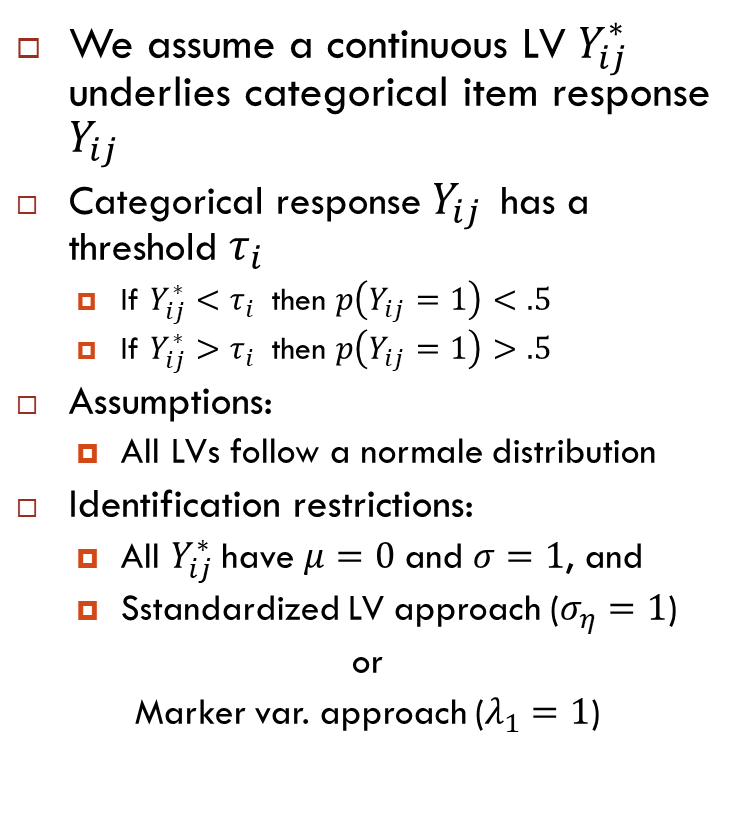 We assume a continuous LV $Y_{ij}^*$
underlies categorical item response
$Y_{ij}$
Categorical response $Y_{ij}$ has a
threshold $\tau_i$
If $Y_{ij}^* < \tau_i$ then $p(Y_{ij} = 1) < .5$
If $Y_{ij}^* > \tau_i$ then $p(Y_{ij} = 1) > .5$
Assumptions:
All LVs follow a normale distribution
Identification restrictions:
All $Y_{ij}^*$ have $\mu = 0$ and $\sigma = 1$, and
Sstandardized LV approach ($\sigma_\eta = 1$)
or
Marker var. approach ($\lambda_1 = 1$)